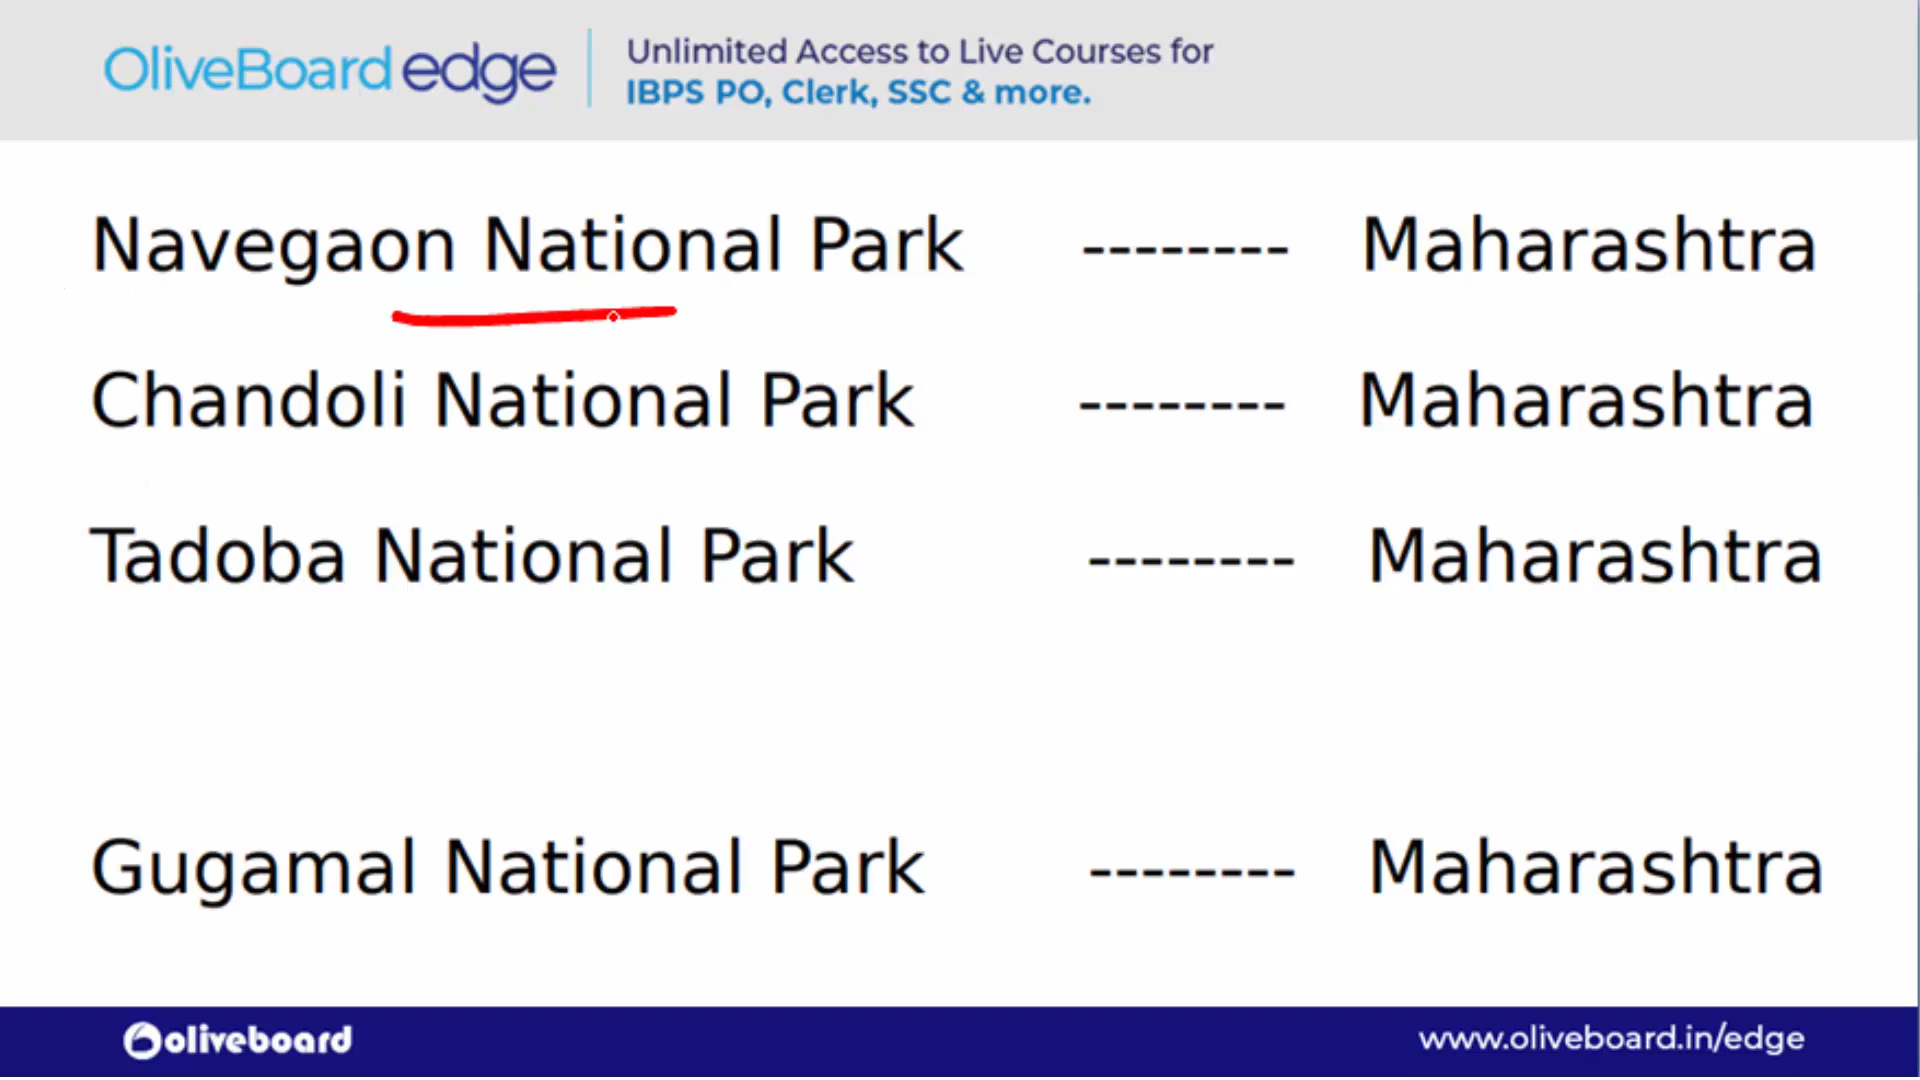 OliveBoard edge
Unlimited Access to Live Courses for
IBPS PO, Clerk, SSC & more.
Navegaon National Park -------- Maharashtra
Chandoli National Park -------- Maharashtra
Tadoba National Park -------- Maharashtra
Gugamal National Park -------- Maharashtra
oliveboard
www.oliveboard.in/edge